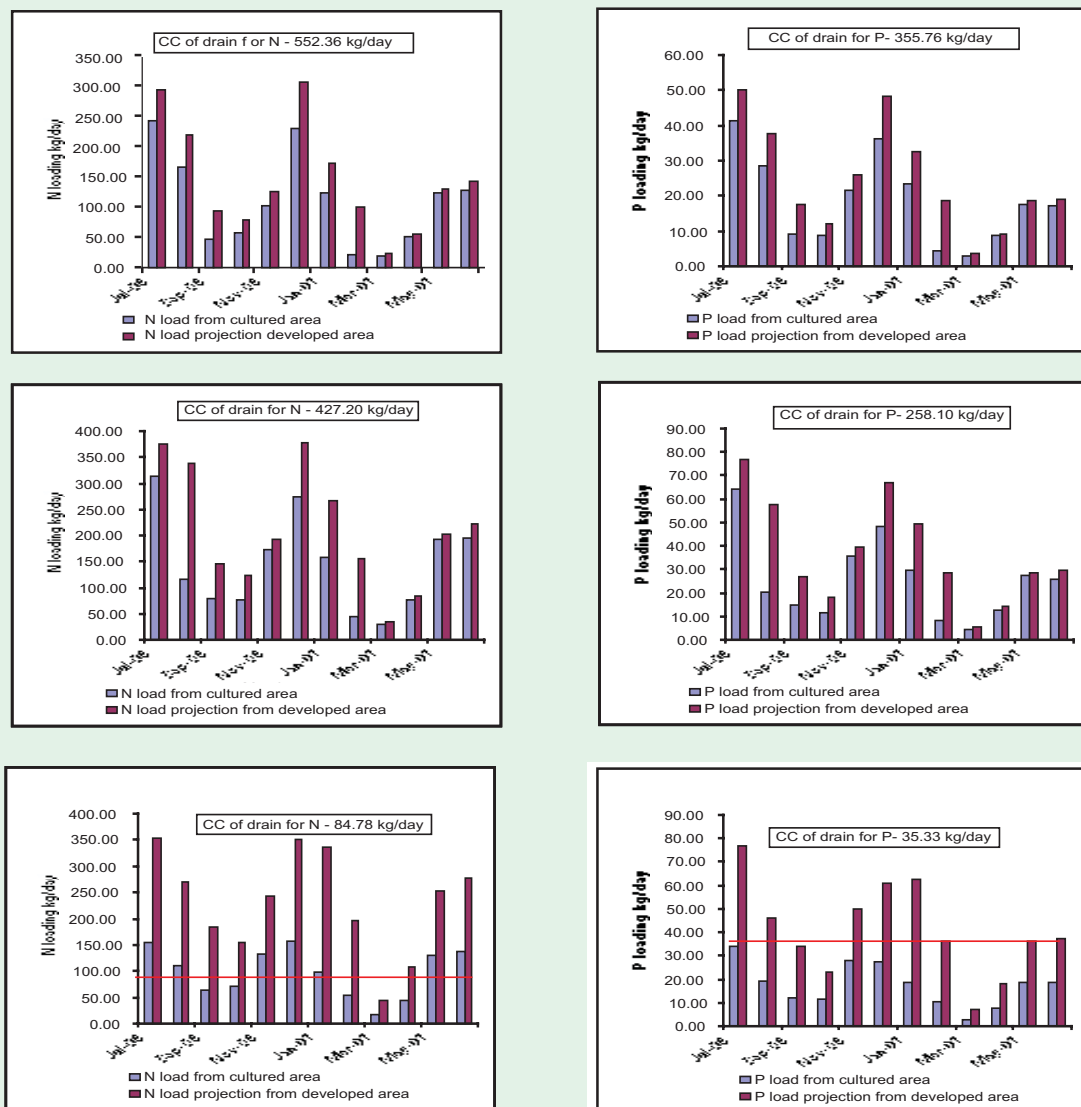 CC of drain f or N - 552.36 kg/day
350.00
300.00
250.00
200.00
150.00
100.00
50.00
0.00
N loading kg/day
N load from cultured area
N load projection developed area
CC of drain for P- 355.76 kg/day
60.00
50.00
40.00
30.00
20.00
10.00
0.00
P loading kg/day
P load from cultured area
P load projection from developed area
CC of drain for N - 427.20 kg/day
400.00
350.00
300.00
250.00
200.00
150.00
100.00
50.00
0.00
N loading kg/day
N load from cultured area
N load projection from developed area
CC of drain for P- 258.10 kg/day
90.00
80.00
70.00
60.00
50.00
40.00
30.00
20.00
10.00
0.00
P loading kg/day
P load from cultured area
P load projection from developed area
CC of drain for N - 84.78 kg/day
400.00
350.00
300.00
250.00
200.00
150.00
100.00
50.00
0.00
N loading kg/day
N load from cultured area
N load projection from developed area
CC of drain for P- 35.33 kg/day
90.00
80.00
70.00
60.00
50.00
40.00
30.00
20.00
10.00
0.00
P loading kg/day
P load from cultured area
P load projection from developed area